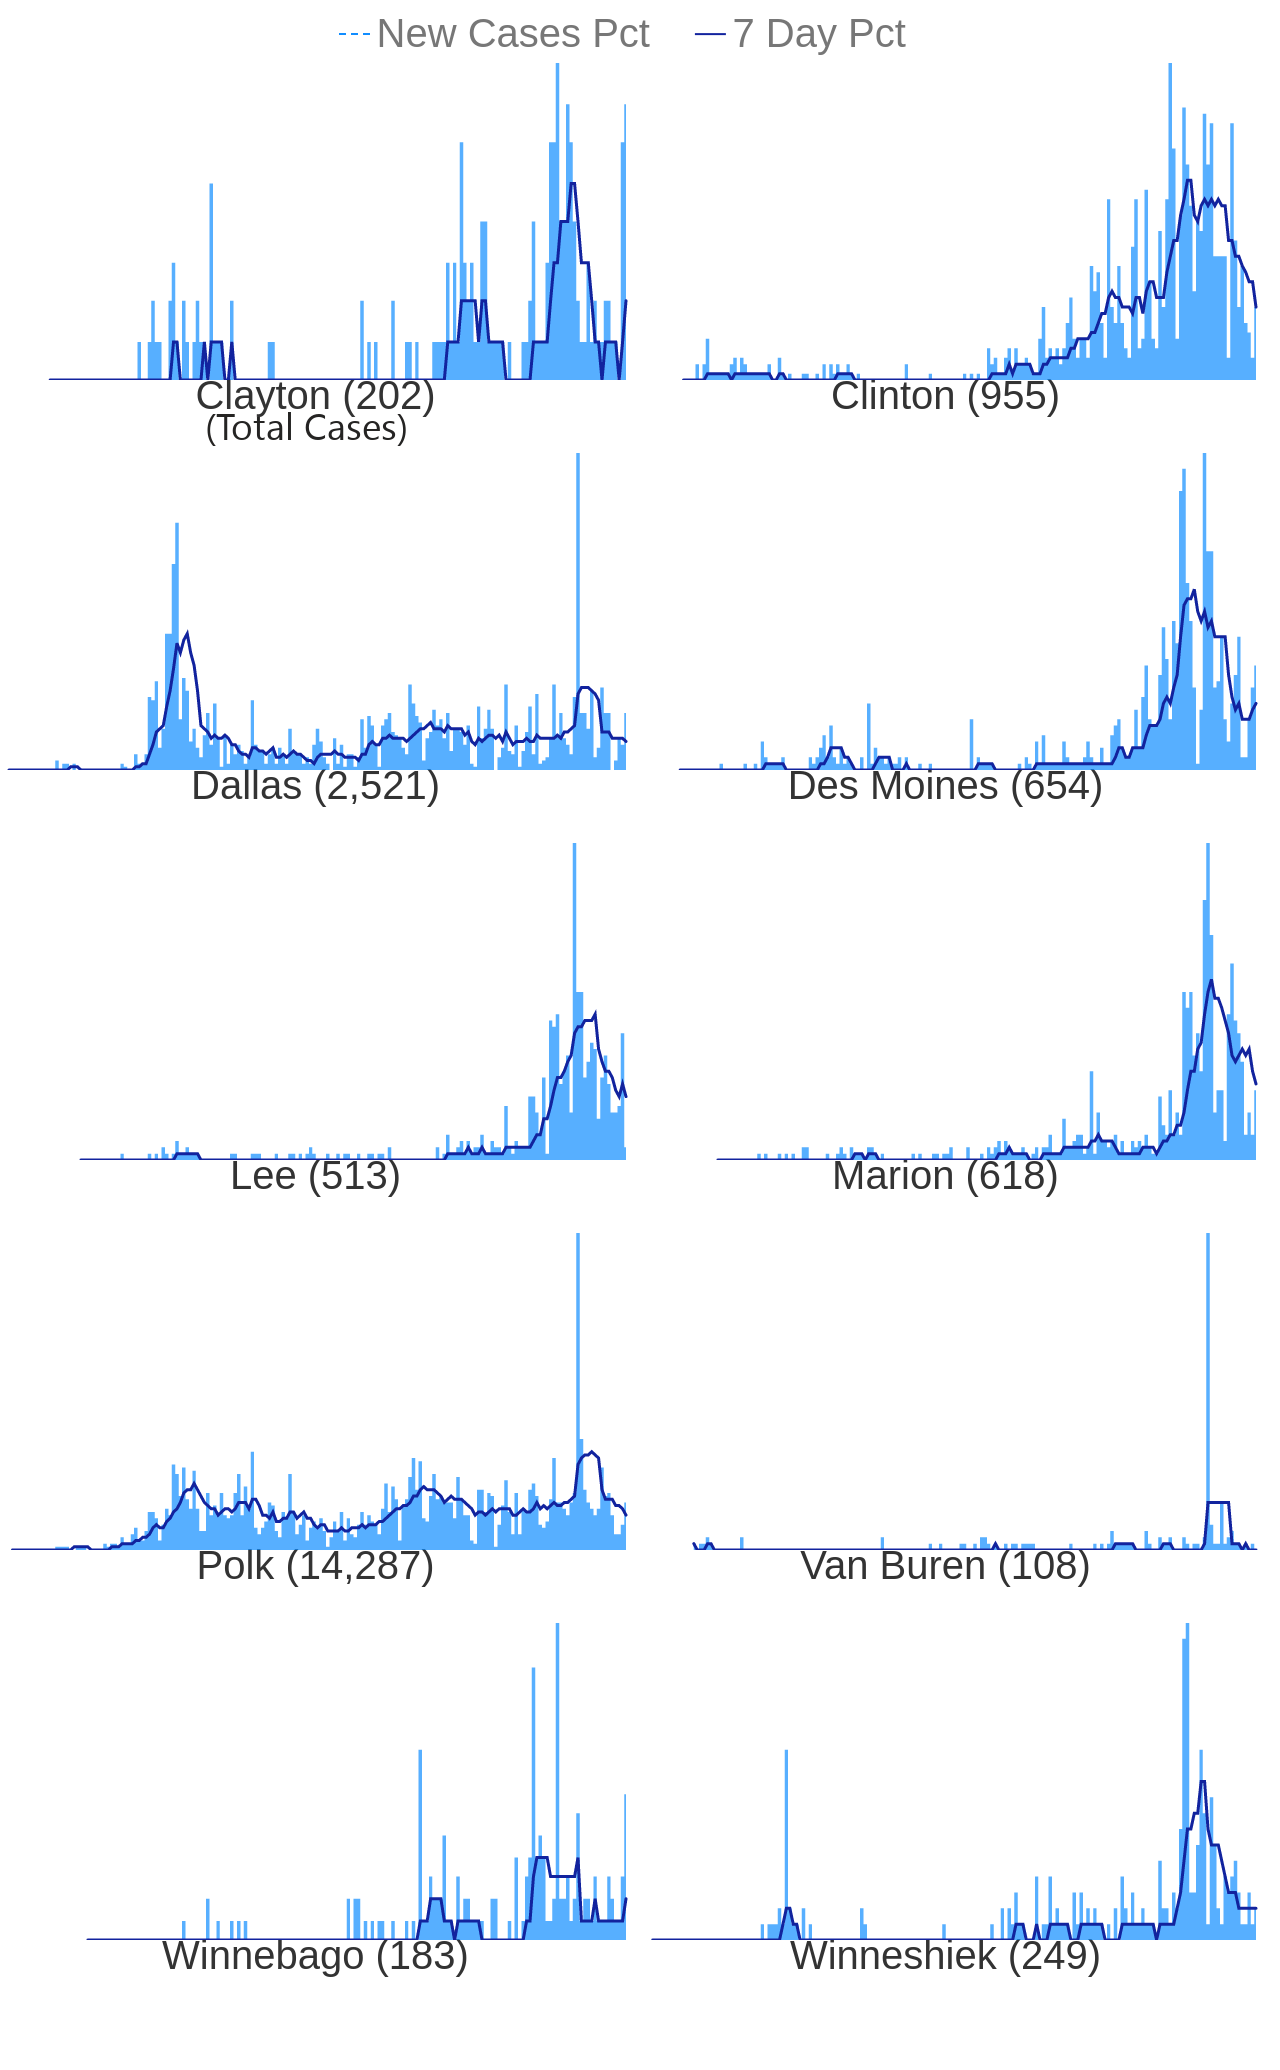 New Cases Pct 7 Day Pct
Clayton (202) Clinton (955)
(Total Cases)
Dallas (2,521) Des Moines (654)
Lee (513) Marion (618)
Polk (14,287) Van Buren (108)
Winnebago (183) Winneshiek (249)